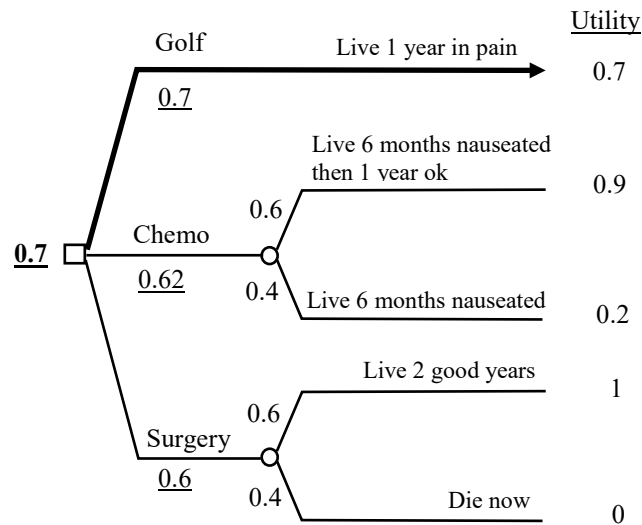 Utility
Golf
Live 1 year in pain
0.7
0.7
Live 6 months nauseated
then 1 year ok
0.9
0.6
0.7
Chemo
0.62
0.4
Live 6 months nauseated
0.2
Live 2 good years
1
0.6
Surgery
0.6
0.4
Die now
0